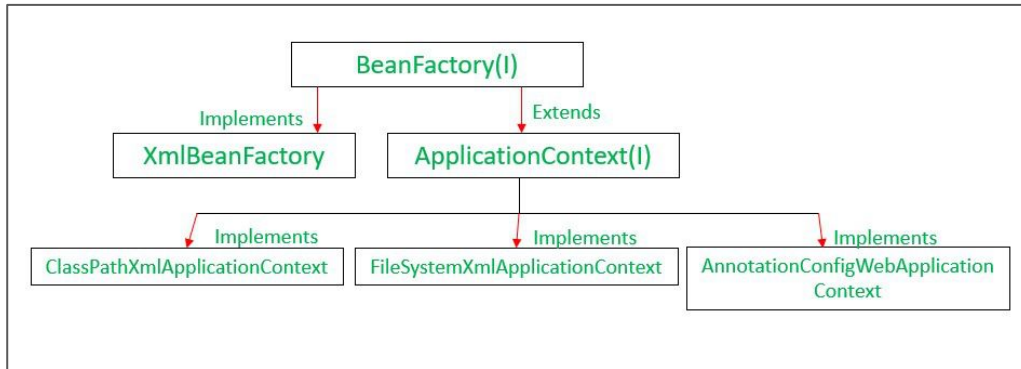 BeanFactory(I)
Implements
Extends
XmlBeanFactory
ApplicationContext(I)
Implements
Implements
Implements
ClassPathXmlApplicationContext
FileSystemXmlApplicationContext
AnnotationConfigWebApplication
Context